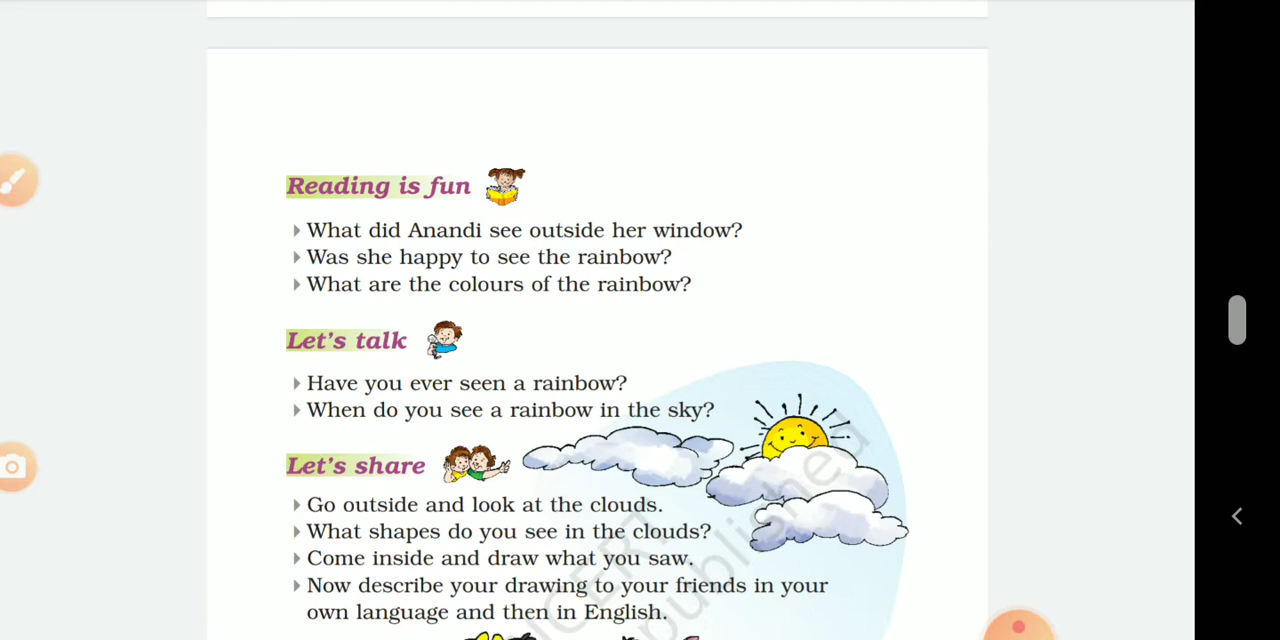 Reading is fun
What did Anandi see outside her window?
Was she happy to see the rainbow?
What are the colours of the rainbow?
Let's talk
Have you ever seen a rainbow?
When do you see a rainbow in the sky?
Let's share
Go outside and look at the clouds.
What shapes do you see in the clouds?
Come inside and draw what you saw.
Now describe your drawing to your friends in your
own language and then in English.
NCERT
published